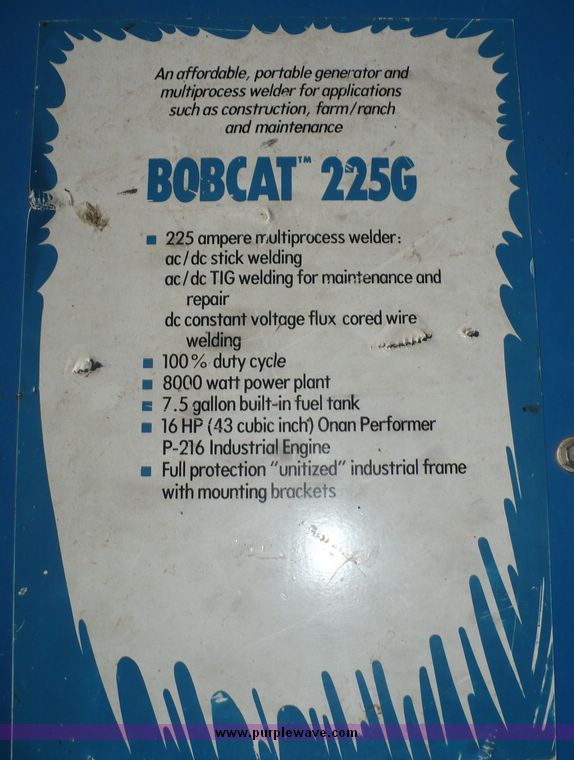 An affordable, portable generator and
multiprocess welder for applications
such as construction, farm/ranch
and maintenance
BOBCAT™ 225G
■ 225 ampere multiprocess welder:
ac/dc stick welding
ac/dc TIG welding for maintenance and
repair
dc constant voltage flux cored wire
welding
■ 100% duty cycle
■ 8000 watt power plant
■ 7.5 gallon built-in fuel tank
■ 16 HP (43 cubic inch) Onan Performer
P-216 Industrial Engine
■ Full protection "unitized" industrial frame
with mounting brackets
www.purplewave.com